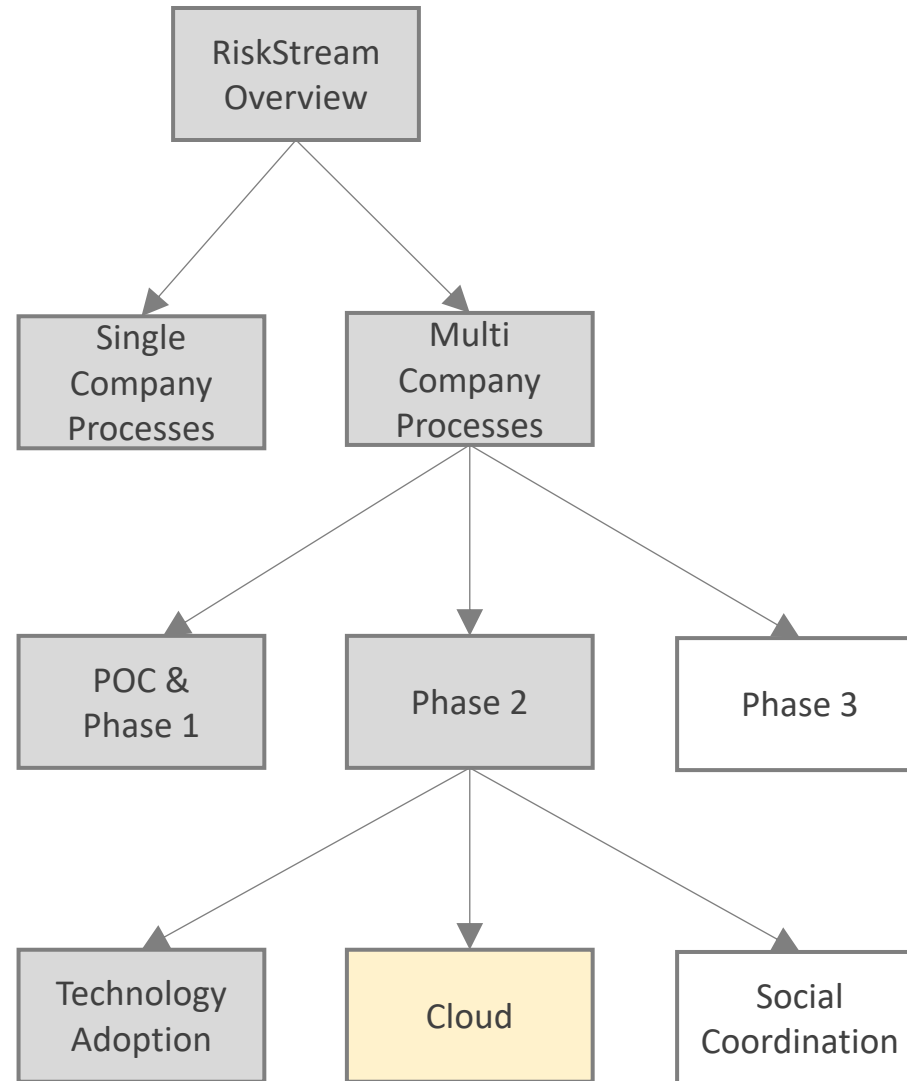 RiskStream
Overview
Single
Company
Processes
Multi
Company
Processes
POC &
Phase 1
Phase 2
Phase 3
Technology
Adoption
Cloud
Social
Coordination